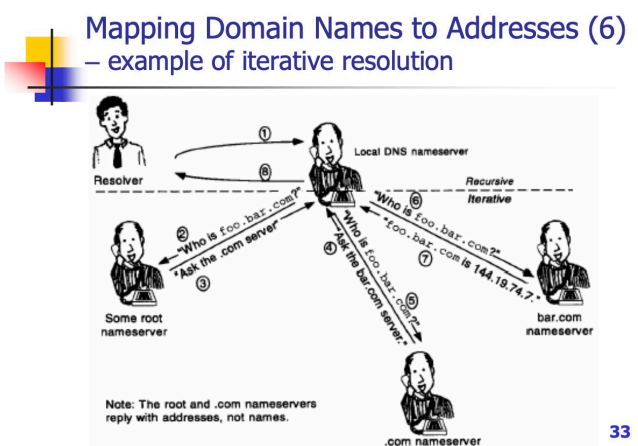 Mapping Domain Names to Addresses (6)
– example of iterative resolution
①
Local DNS nameserver
⑧
Resolver
Recursive
Iterative
②
"Who is foo.bar.com?"
"Ask the .com server"
③
④
"Who is foo.bar.com?"
"Ask the bar.com server."
⑤
⑥
"Who is foo.bar.com?"
"foo.bar.com is 144.19.74.7."
⑦
Some root
nameserver
bar.com
nameserver
Note: The root and .com nameservers
reply with addresses, not names.
.com nameserver
33